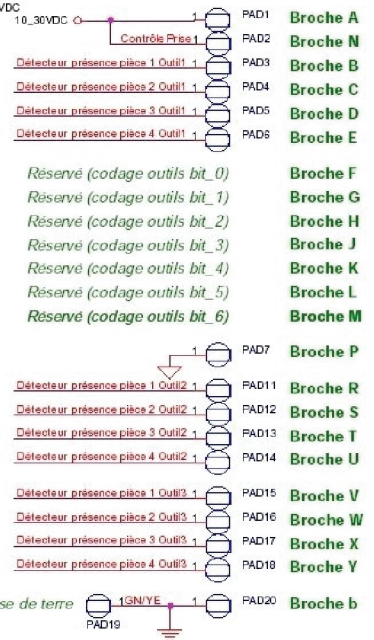 VDC
10_30VDC 1 PAD1 Broche A
Contrôle Prise 1 PAD2 Broche N
Détecteur présence pièce 1 Outil1 1 PAD3 Broche B
Détecteur présence pièce 2 Outil1 1 PAD4 Broche C
Détecteur présence pièce 3 Outil1 1 PAD5 Broche D
Détecteur présence pièce 4 Outil1 1 PAD6 Broche E
Réservé (codage outils bit_0) Broche F
Réservé (codage outils bit_1) Broche G
Réservé (codage outils bit_2) Broche H
Réservé (codage outils bit_3) Broche J
Réservé (codage outils bit_4) Broche K
Réservé (codage outils bit_5) Broche L
Réservé (codage outils bit_6) Broche M
1 PAD7 Broche P
Détecteur présence pièce 1 Outil2 1 PAD11 Broche R
Détecteur présence pièce 2 Outil2 1 PAD12 Broche S
Détecteur présence pièce 3 Outil2 1 PAD13 Broche T
Détecteur présence pièce 4 Outil2 1 PAD14 Broche U
Détecteur présence pièce 1 Outil3 1 PAD15 Broche V
Détecteur présence pièce 2 Outil3 1 PAD16 Broche W
Détecteur présence pièce 3 Outil3 1 PAD17 Broche X
Détecteur présence pièce 4 Outil3 1 PAD18 Broche Y
se de terre 1 GN/YE 1 PAD20 Broche b
PAD19